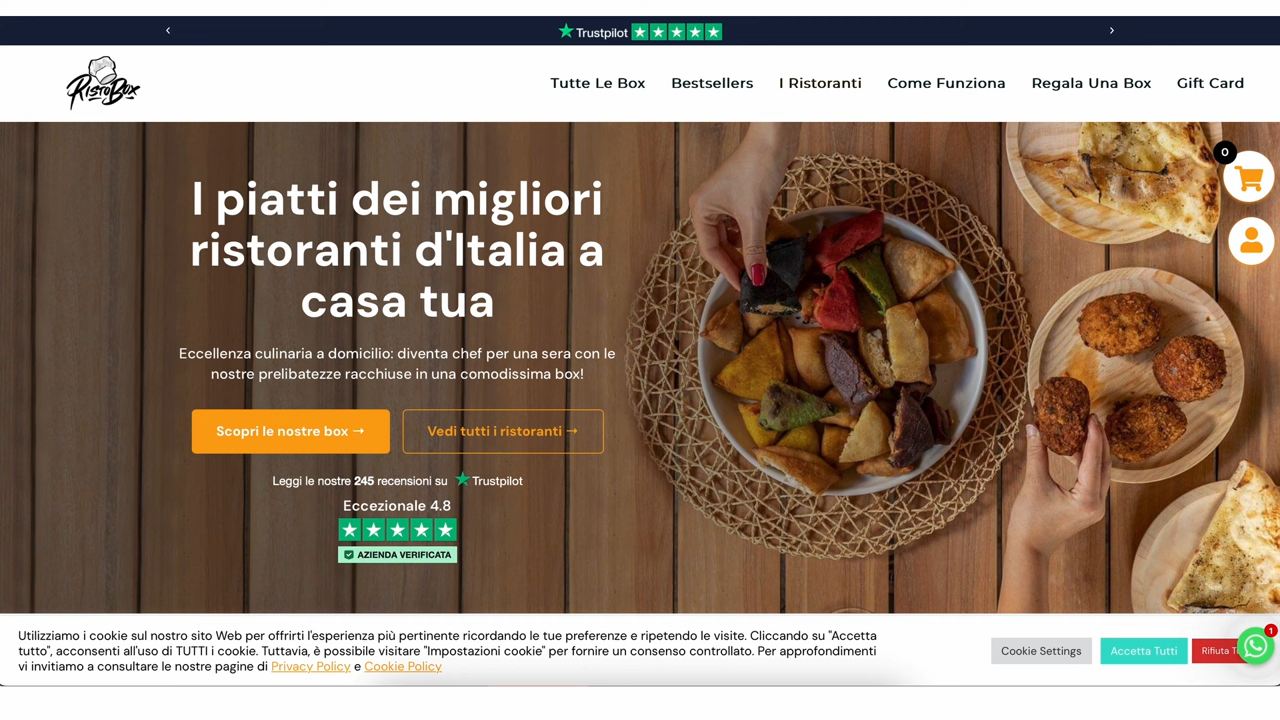 Trustpilot
RistoBox
Tutte Le Box
Bestsellers
I Ristoranti
Come Funziona
Regala Una Box
Gift Card
0
I piatti dei migliori
ristoranti d'Italia a
casa tua
Eccellenza culinaria a domicilio: diventa chef per una sera con le
nostre prelibatezze racchiuse in una comodissima box!
Scopri le nostre box →
Vedi tutti i ristoranti →
Leggi le nostre 245 recensioni su Trustpilot
Eccezionale 4.8
AZIENDA VERIFICATA
Utilizziamo i cookie sul nostro sito Web per offrirti l'esperienza più pertinente ricordando le tue preferenze e ripetendo le visite. Cliccando su "Accetta
tutto", acconsenti all'uso di TUTTI i cookie. Tuttavia, è possibile visitare "Impostazioni cookie" per fornire un consenso controllato. Per approfondimenti
vi invitiamo a consultare le nostre pagine di Privacy Policy e Cookie Policy
Cookie Settings
Accetta Tutti
Rifiuta
1